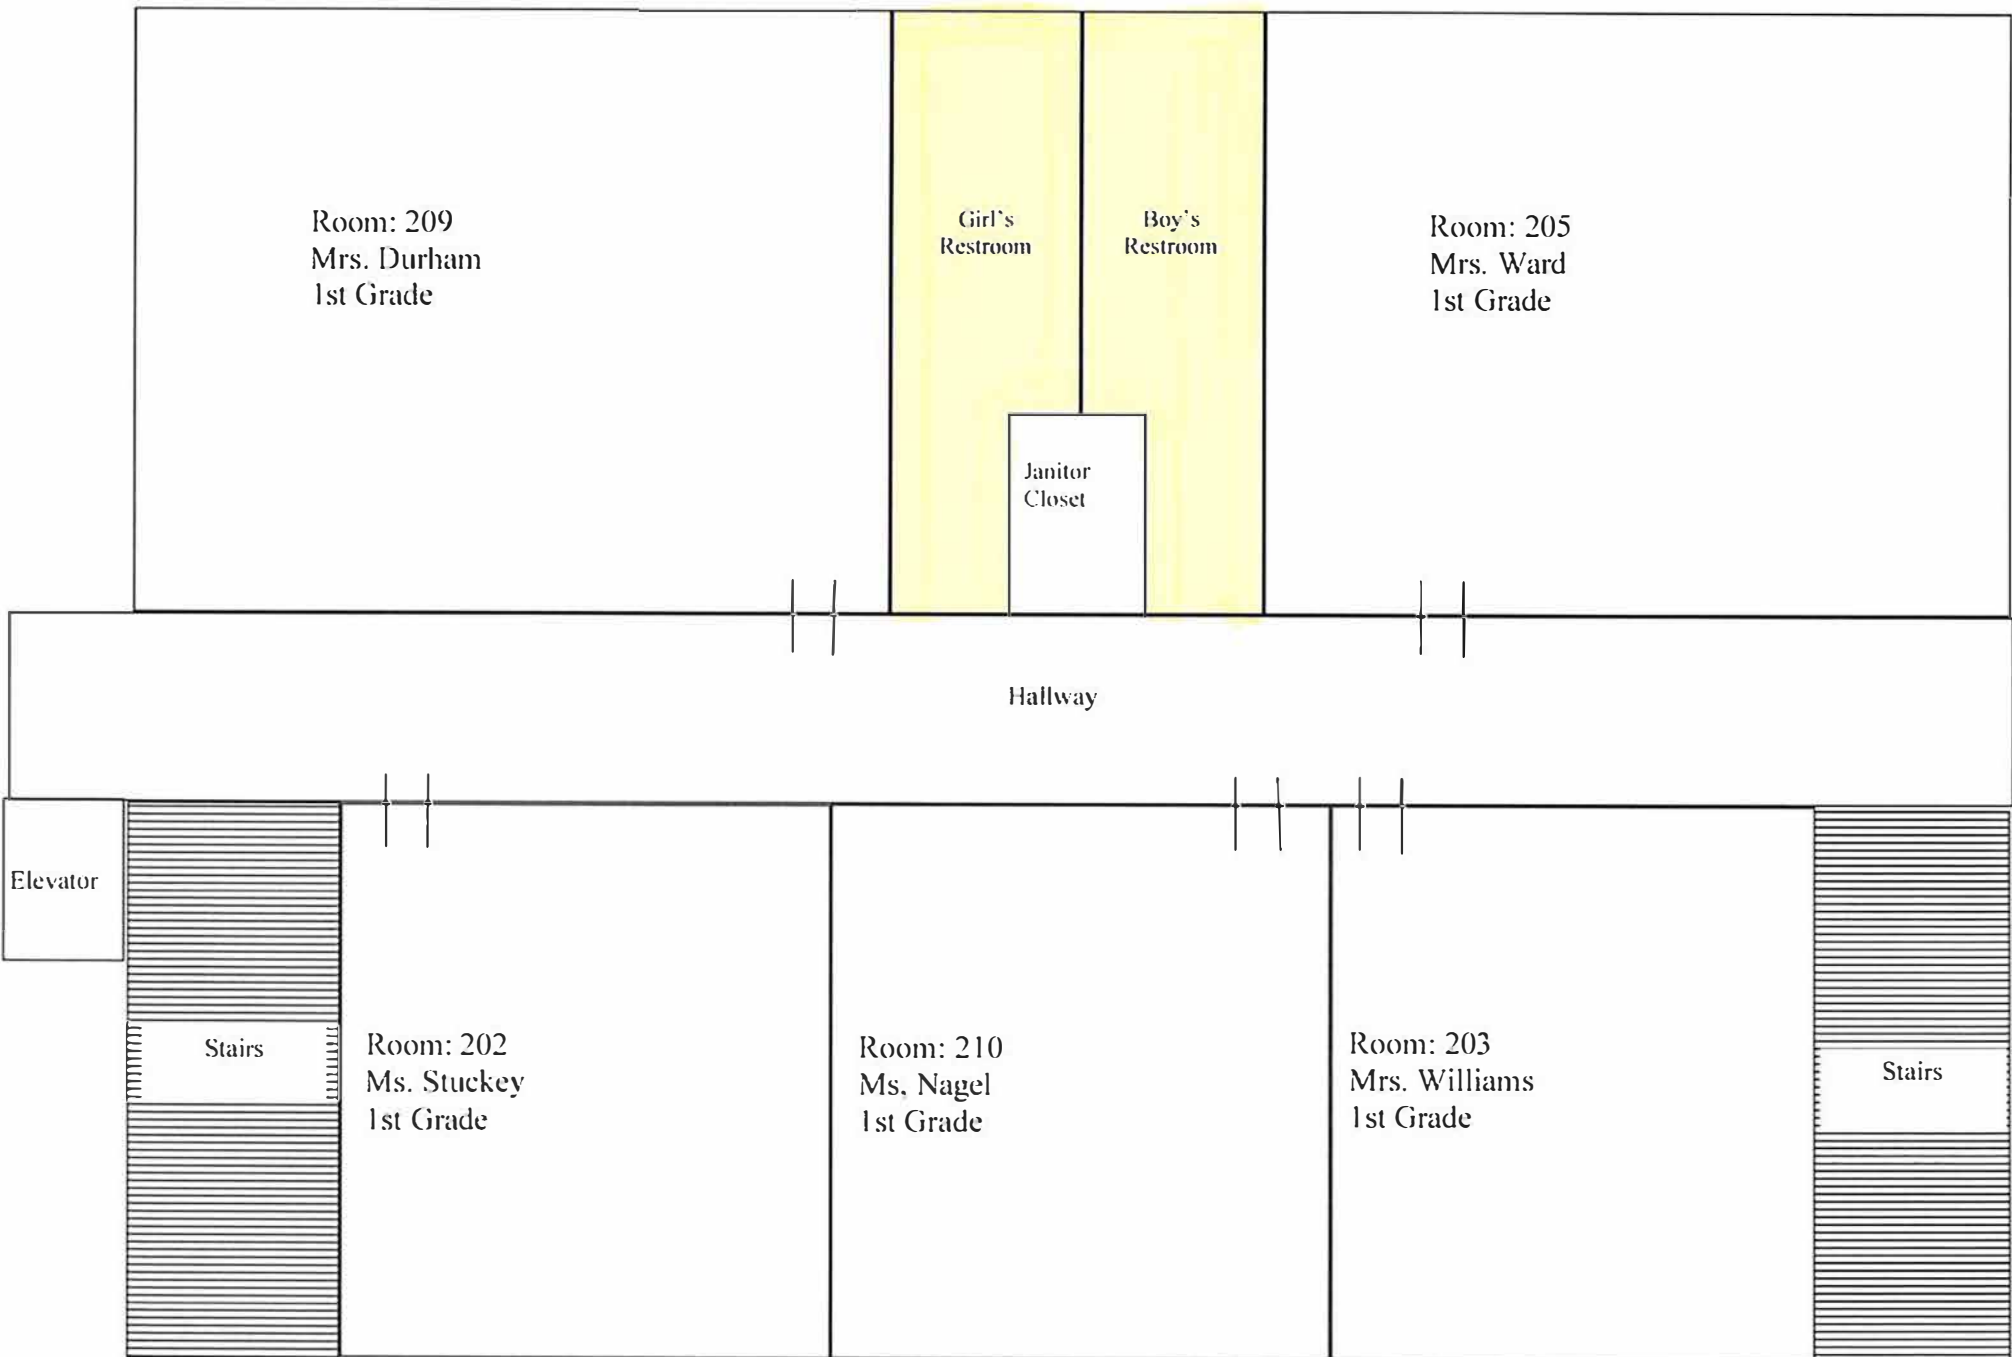 Room: 209
Mrs. Durham
1st Grade
Girl's
Restroom
Boy's
Restroom
Room: 205
Mrs. Ward
1st Grade
Janitor
Closet
Hallway
Elevator
Stairs
Room: 202
Ms. Stuckey
1st Grade
Room: 210
Ms, Nagel
1st Grade
Room: 203
Mrs. Williams
1st Grade
Stairs